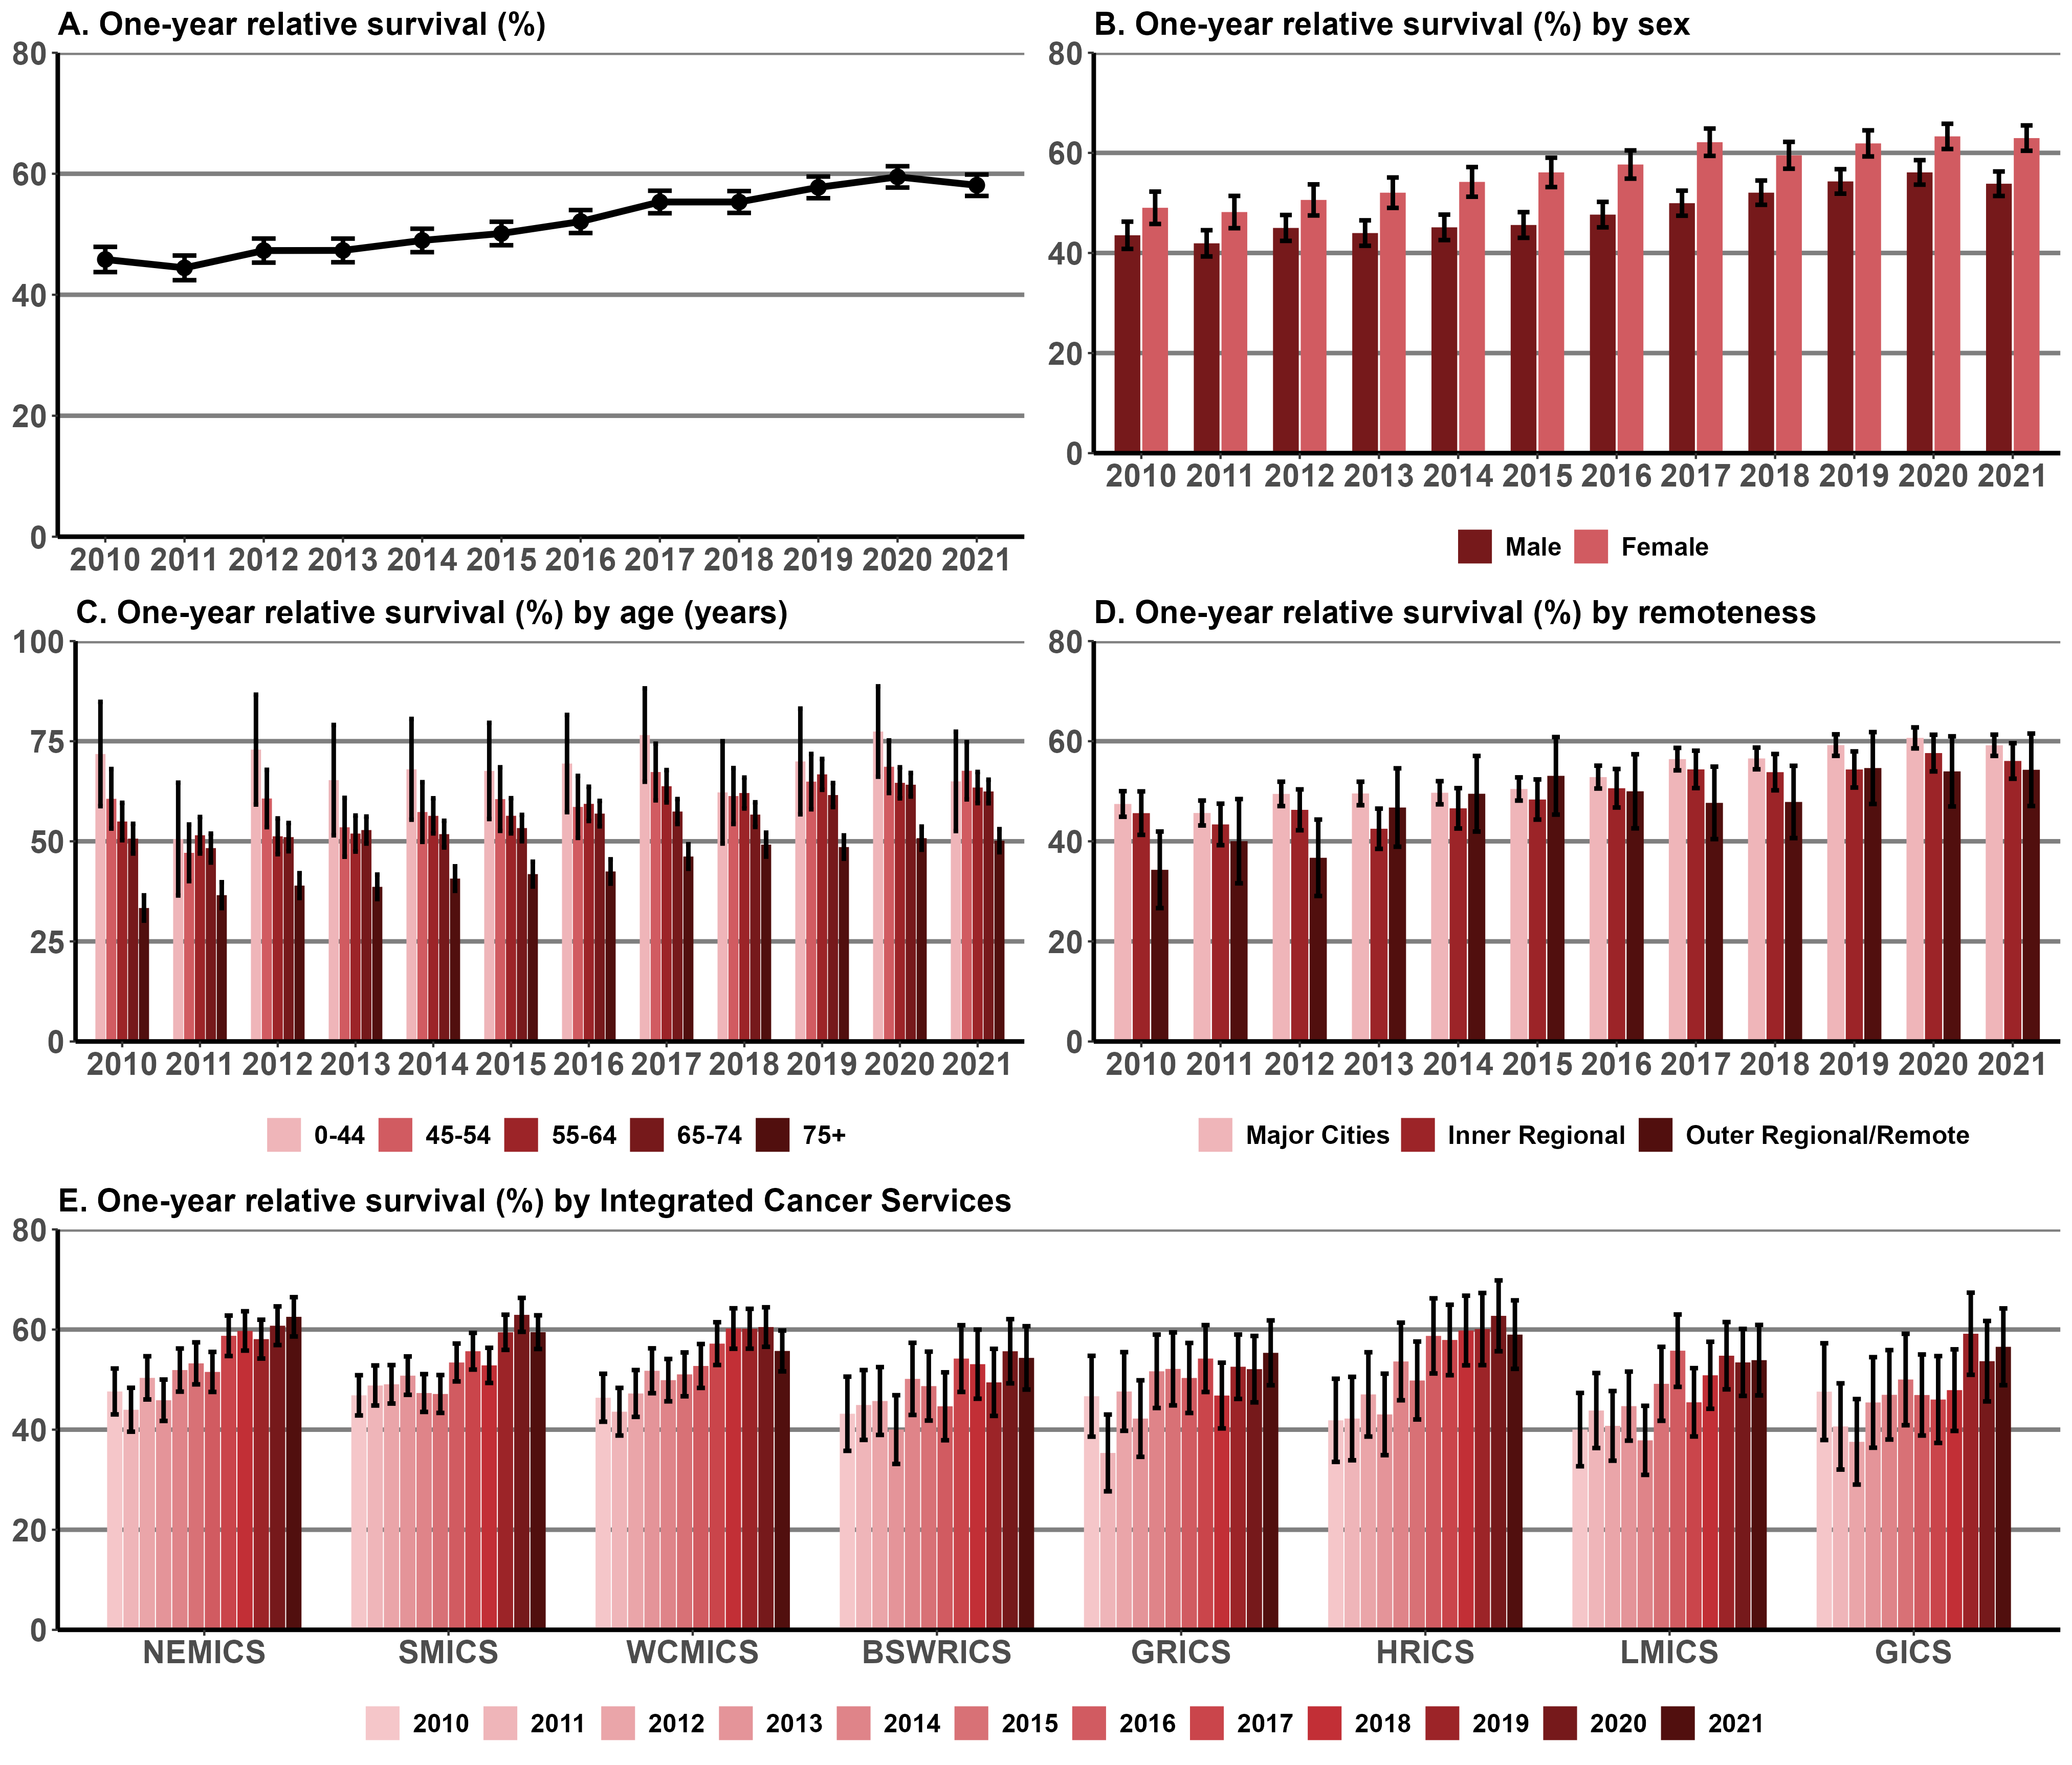 A. One-year relative survival (%)
80
60
40
20
0
2010 2011 2012 2013 2014 2015 2016 2017 2018 2019 2020 2021
B. One-year relative survival (%) by sex
80
60
40
20
0
2010 2011 2012 2013 2014 2015 2016 2017 2018 2019 2020 2021
Male Female
C. One-year relative survival (%) by age (years)
100
75
50
25
0
2010 2011 2012 2013 2014 2015 2016 2017 2018 2019 2020 2021
0-44 45-54 55-64 65-74 75+
D. One-year relative survival (%) by remoteness
80
60
40
20
0
2010 2011 2012 2013 2014 2015 2016 2017 2018 2019 2020 2021
Major Cities Inner Regional Outer Regional/Remote
E. One-year relative survival (%) by Integrated Cancer Services
80
60
40
20
0
NEMICS SMICS WCMICS BSWRICS GRICS HRICS LMICS GICS
2010 2011 2012 2013 2014 2015 2016 2017 2018 2019 2020 2021